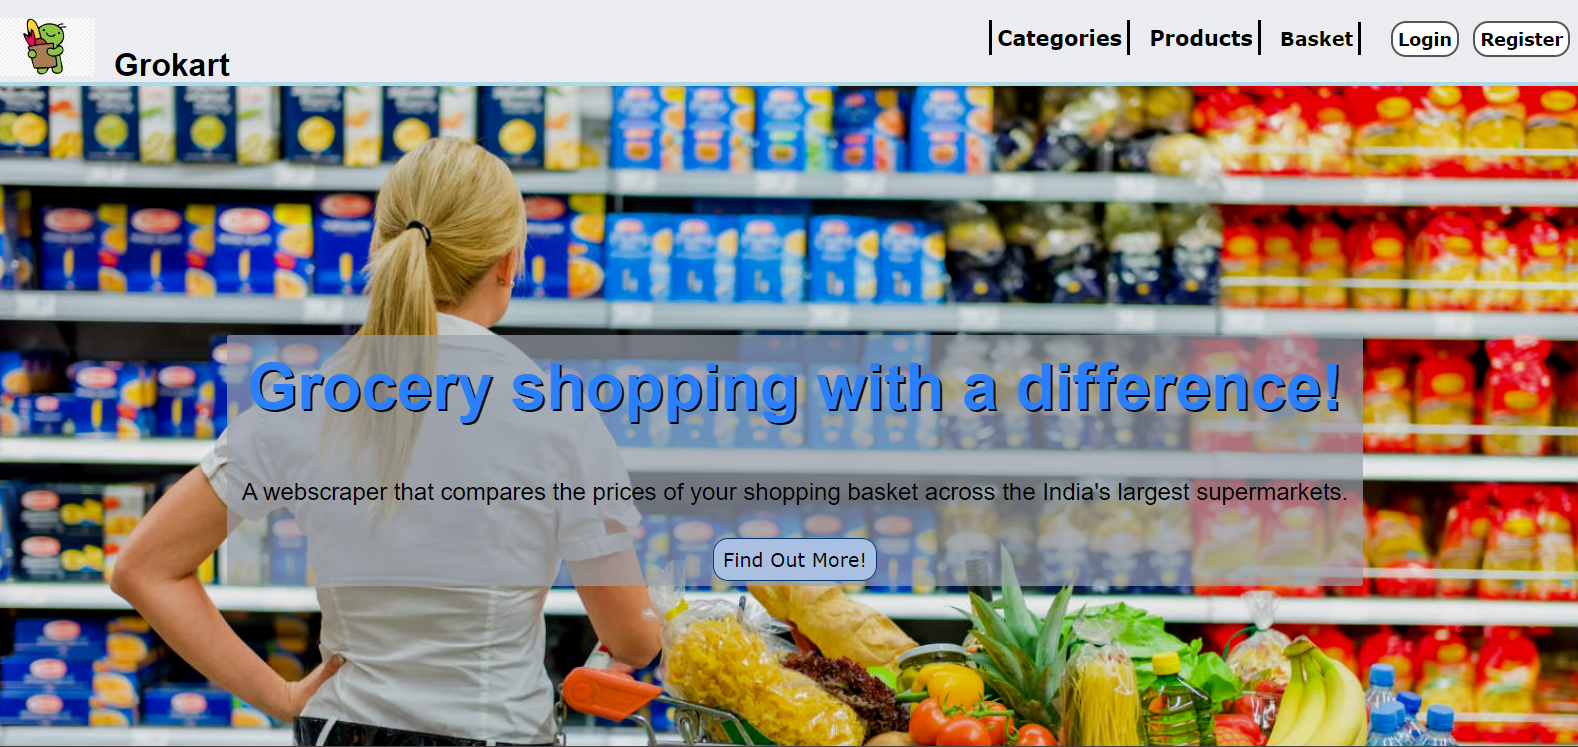 Grokart
Categories
Products
Basket
Login
Register
Grocery shopping with a difference!
A webscraper that compares the prices of your shopping basket across the India's largest supermarkets.
Find Out More!